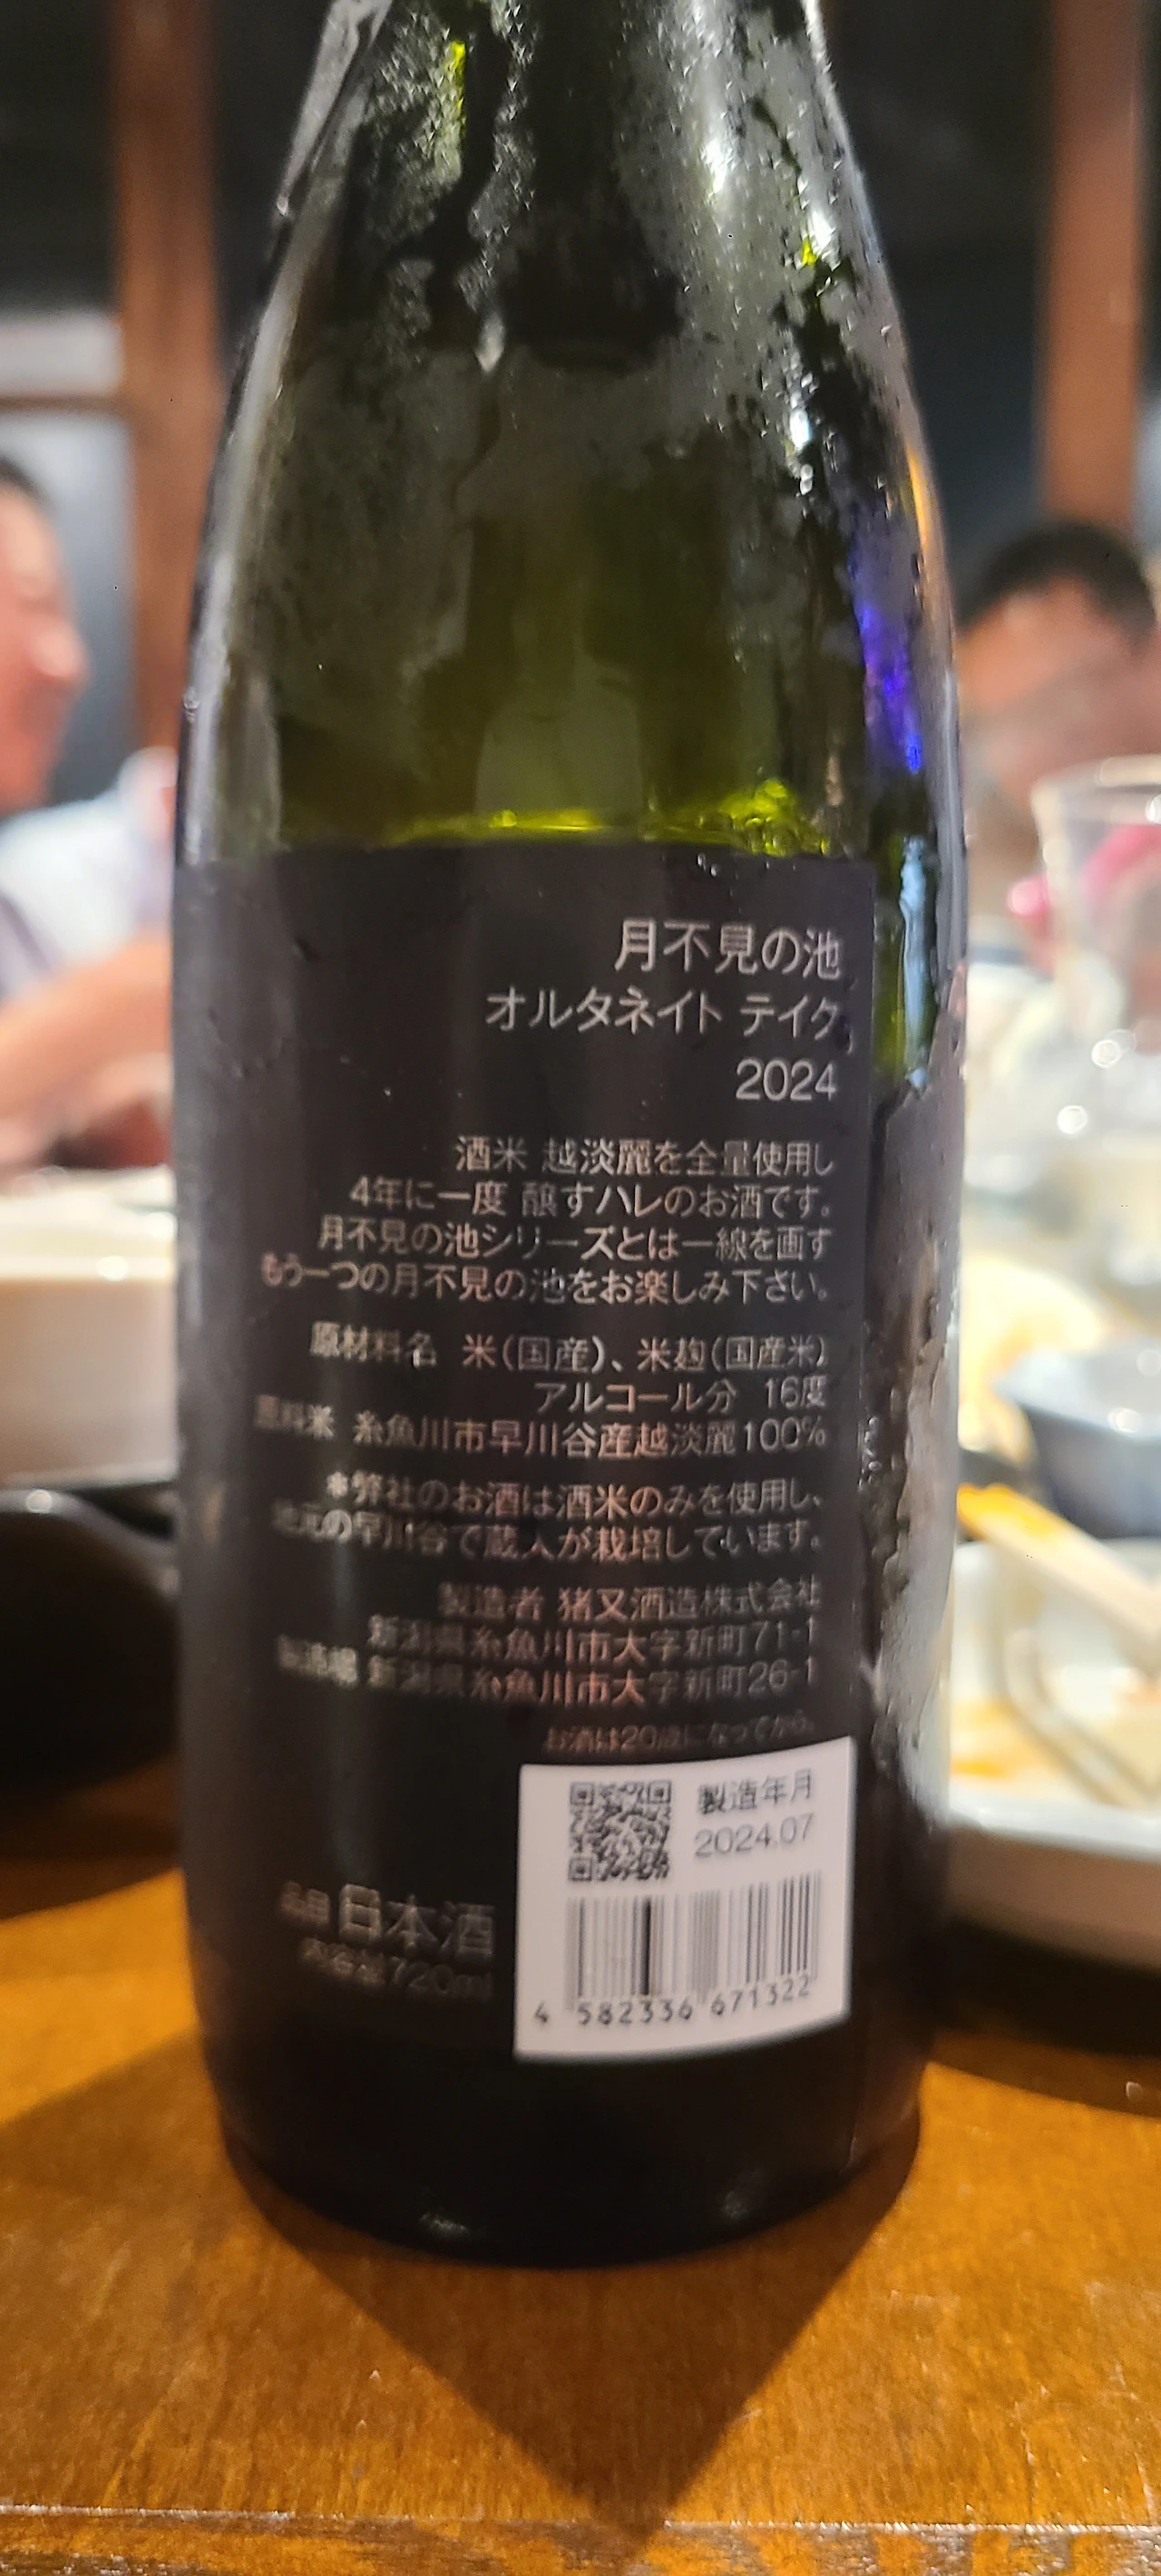 月不見の池
オルタネイト テイク
2024
酒米 越淡麗を全量使用し
4年に一度 醸すハレのお酒です。
月不見の池シリーズとは一線を画す
もう一つの月不見の池をお楽しみ下さい。
原材料名 米(国産)、米麹(国産米)
アルコール分 16度
原料米 糸魚川市早川谷産越淡麗100%
*弊社のお酒は酒米のみを使用し、
地元の早川谷で蔵人が栽培しています。
製造者 猪又酒造株式会社
新潟県糸魚川市大字新町71-1
製造場 新潟県糸魚川市大字新町26-1
お酒は20歳になってから。
製造年月
2024.07
品目 日本酒
内容量720ml
4 582336 671322